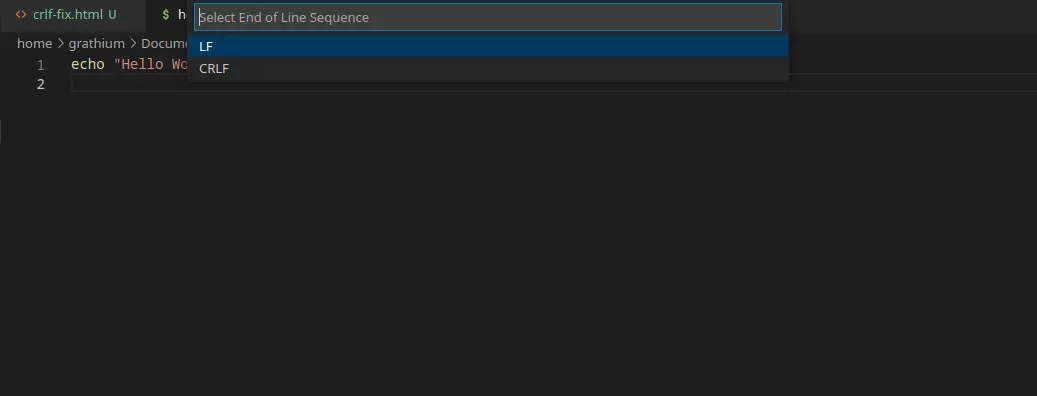 crlf-fix.html U $ h
Select End of Line Sequence
LF
home > grathium > Docume
1 echo "Hello Wo
CRLF
2